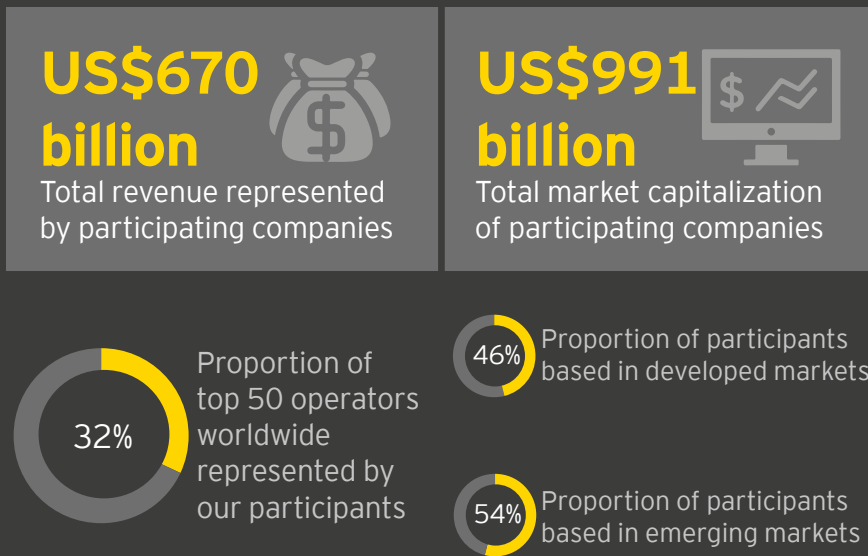 US$670
billion
Total revenue represented
by participating companies
$
US$991
billion
Total market capitalization
of participating companies
$
32%
Proportion of
top 50 operators
worldwide
represented by
our participants
46%
Proportion of participants
based in developed markets
54%
Proportion of participants
based in emerging markets